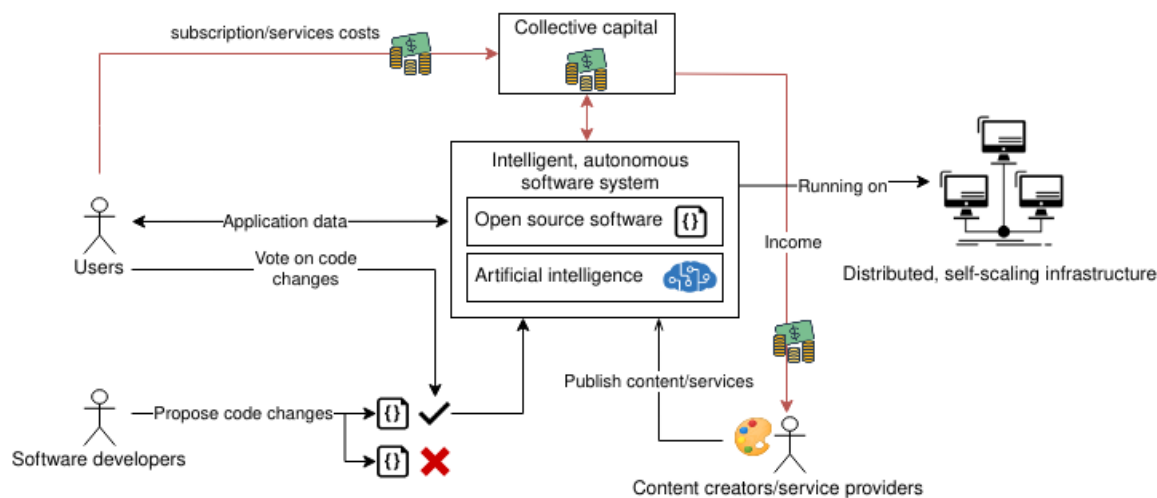 subscription/services costs
Collective capital
Intelligent, autonomous
software system
Open source software
{}
Artificial intelligence
Running on
Application data
Users
Vote on code
changes
Income
Distributed, self-scaling infrastructure
Publish content/services
Propose code changes
{}
{}
Software developers
Content creators/service providers